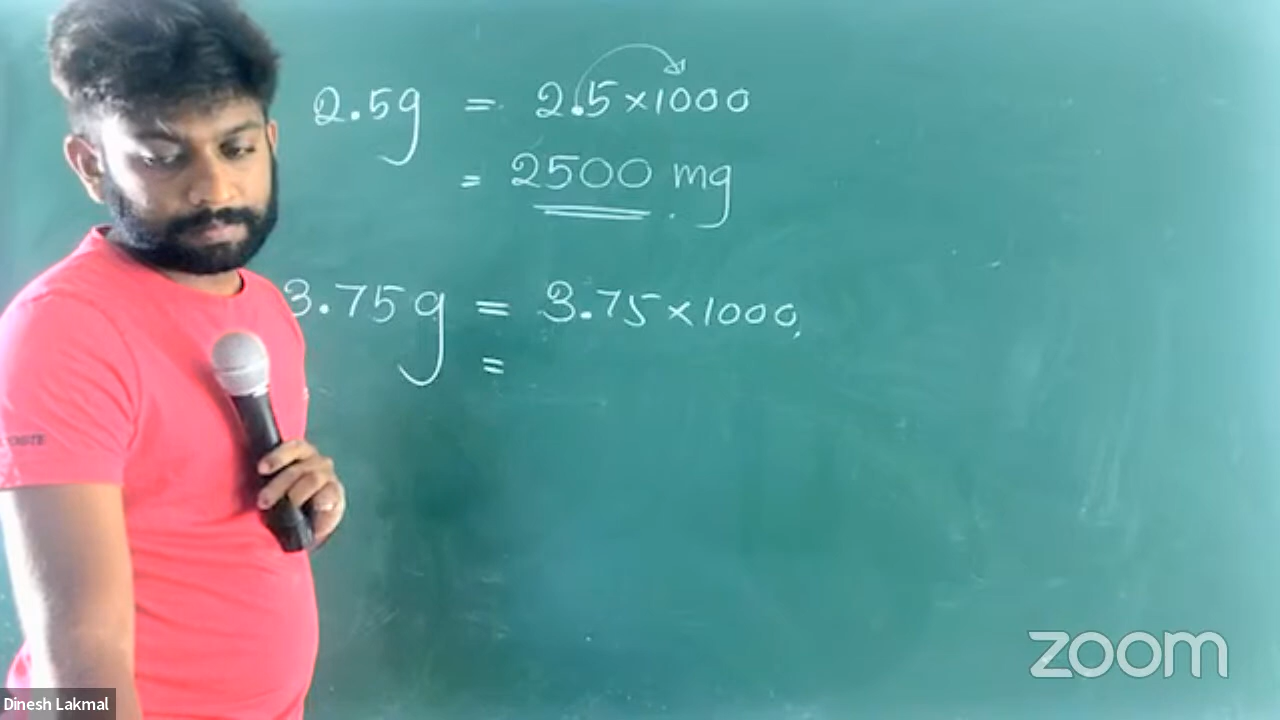 2.5g = 2.5×1000
= 2500 mg
3.75g = 3.75×1000
=
zoom
Dinesh Lakmal